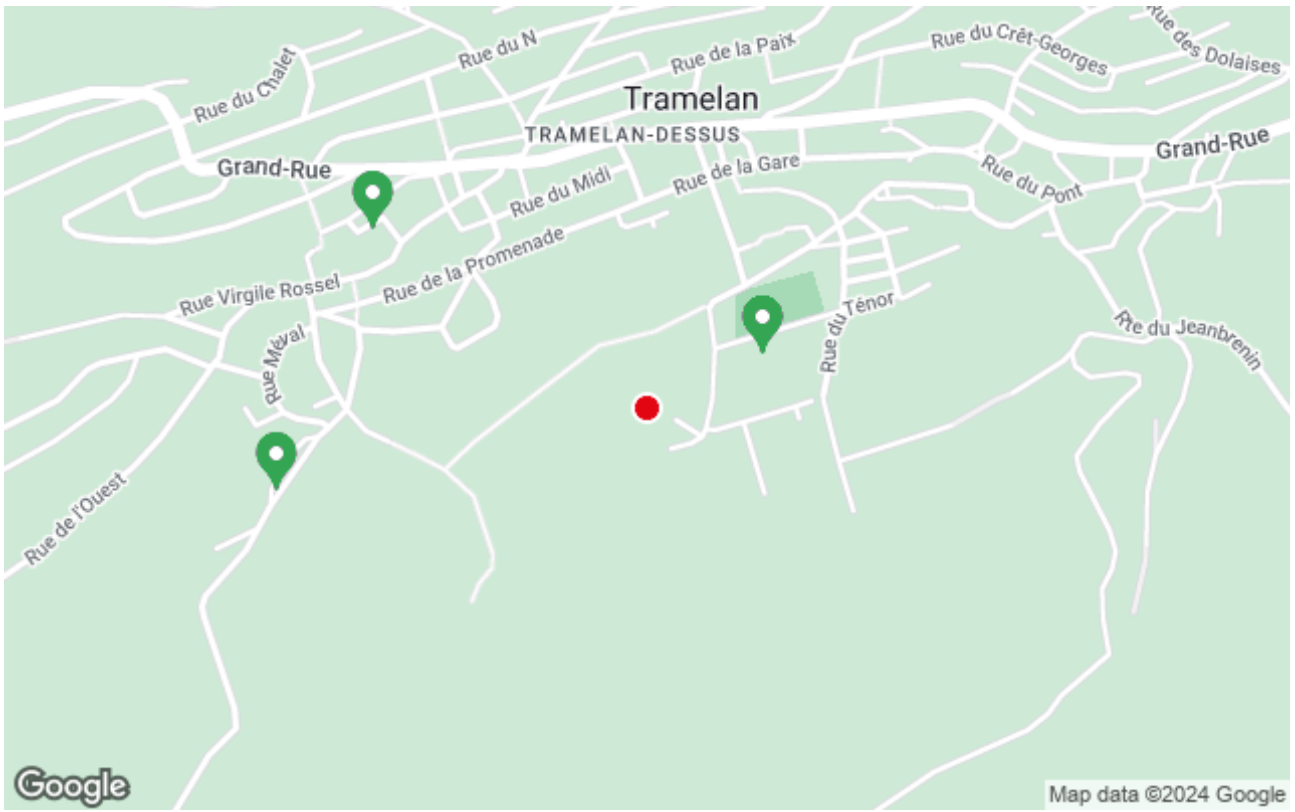 Rue du N
Rue de la Paix
Rue du Crêt-Georges
Rue des Dolaises
Rue du Chalet
Tramelan
TRAMELAN-DESSUS
Grand-Rue
Grand-Rue
Rue du Midi
Rue de la Gare
Rue du Pont
Rue de la Promenade
Rue Virgile Rossel
Rue du Ténor
Rte du Jeanbrenin
Rue Méval
Rue de l'Ouest
Google
Map data ©2024 Google